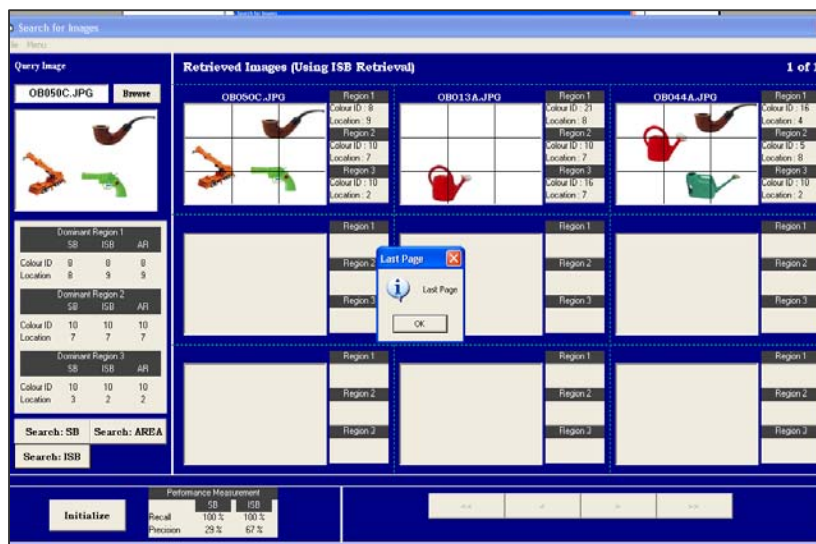 Search for Images
Search for Images
Menu
Query Image
OB050C.JPG Browse
Dominant Region 1
SB ISB AR
Colour ID 8 8 8
Location 8 9 9
Dominant Region 2
SB ISB AR
Colour ID 10 10 10
Location 7 7 7
Dominant Region 3
SB ISB AR
Colour ID 10 10 10
Location 3 2 2
Search: SB Search: AREA
Search: ISB
Retrieved Images (Using ISB Retrieval) 1 of 1
OB050C.JPG
Region 1
Colour ID : 8
Location : 9
Region 2
Colour ID : 10
Location : 7
Region 3
Colour ID : 10
Location : 2
OB013A.JPG
Region 1
Colour ID : 21
Location : 8
Region 2
Colour ID : 10
Location : 7
Region 3
Colour ID : 16
Location : 7
OB044A.JPG
Region 1
Colour ID : 16
Location : 4
Region 2
Colour ID : 5
Location : 8
Region 3
Colour ID : 10
Location : 2
Region 1
Region 2
Region 3
Region 1
Region 2
Region 3
Region 1
Region 2
Region 3
Last Page
Last Page
OK
Region 1
Region 2
Region 3
Region 1
Region 2
Region 3
Region 1
Region 2
Region 3
Initialize
Performance Measurement
SB ISB
Recall 100 % 100 %
Precision 29 % 67 %
<< < > >>